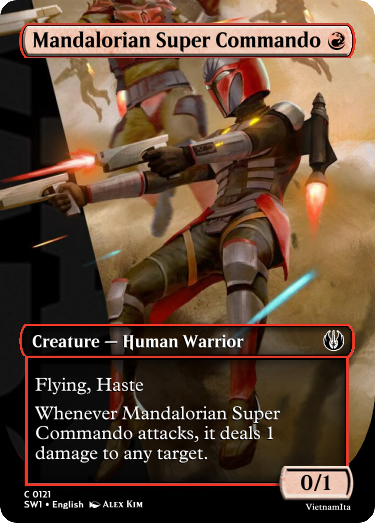 Mandalorian Super Commando
Creature — Human Warrior
Flying, Haste
Whenever Mandalorian Super
Commando attacks, it deals 1
damage to any target.
0/1
C 0121
SW1 • English ALEX KIM
VietnamIta